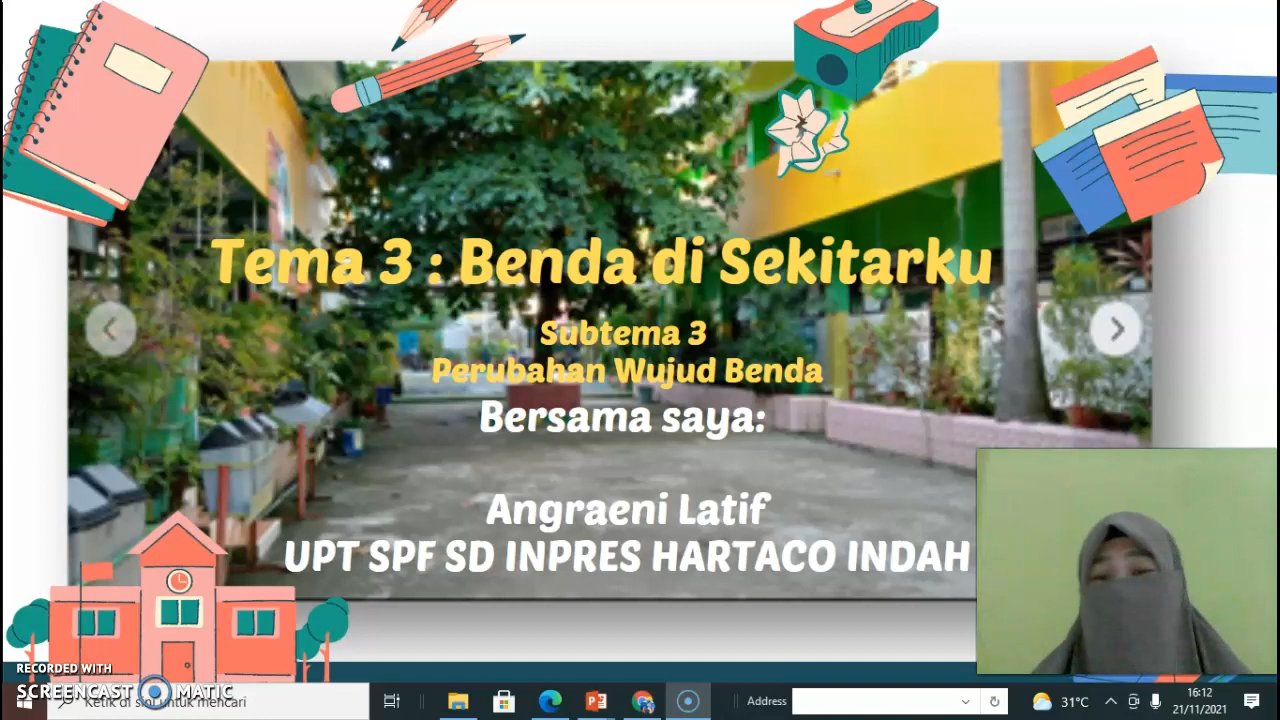 Tema 3 : Benda di Sekitarku
Subtema 3
Perubahan Wujud Benda
Bersama saya:
Angraeni Latif
UPT SPF SD INPRES HARTACO INDAH
RECORDED WITH
SCREENCAST MATIC
Ketik di sini untuk mencari
Address
31°C
16:12
21/11/2021